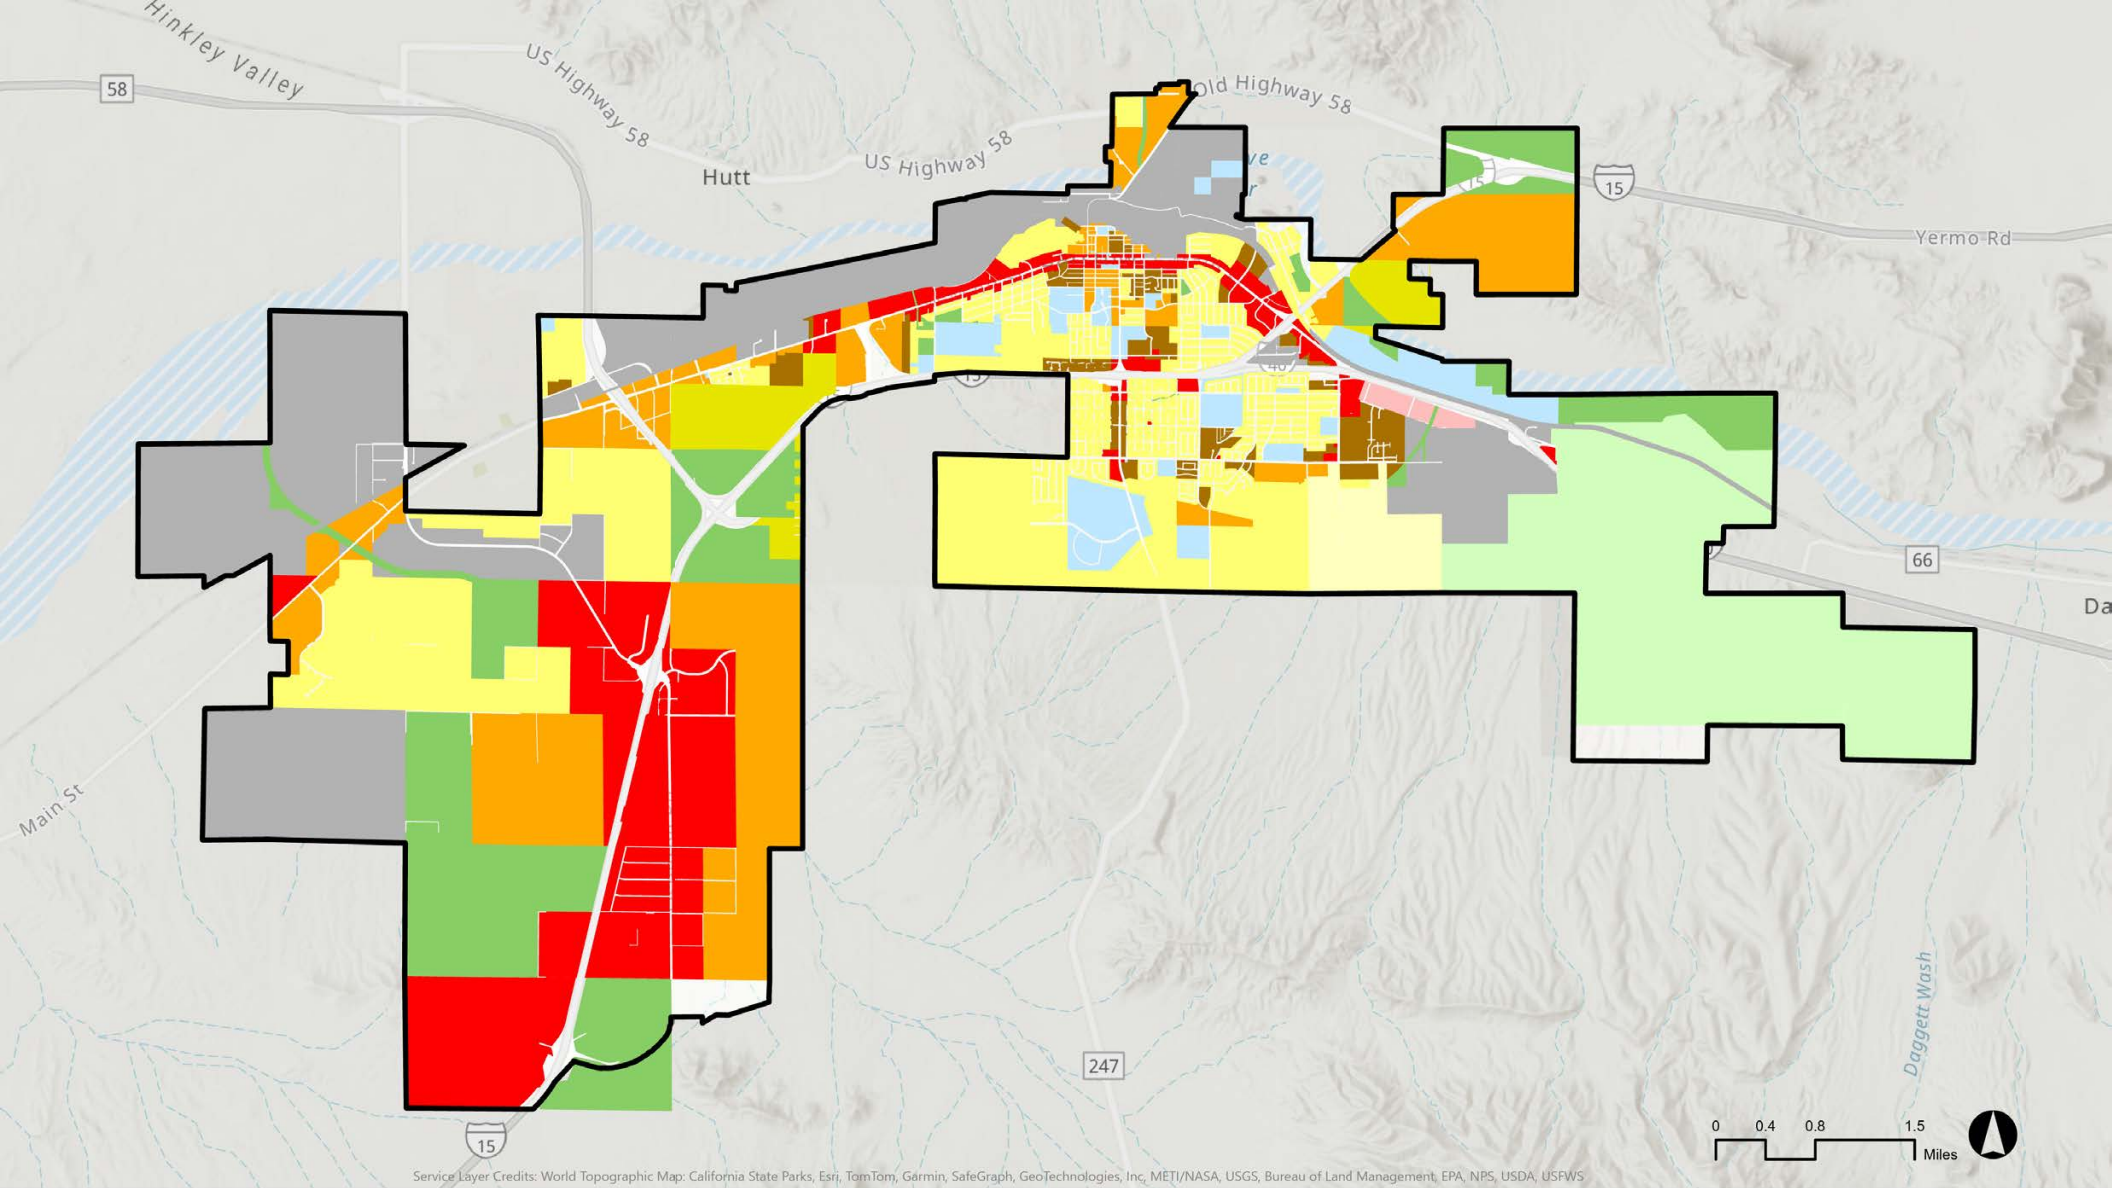 Hinkley Valley
58
US Highway 58
Hutt
US Highway 58
Old Highway 58
15
15
Yermo Rd
15
40
66
Da
Main St
247
Daggett Wash
15
0 0.4 0.8 1.5
Miles
Service Layer Credits: World Topographic Map: California State Parks, Esri, TomTom, Garmin, SafeGraph, GeoTechnologies, Inc, METI/NASA, USGS, Bureau of Land Management, EPA, NPS, USDA, USFWS